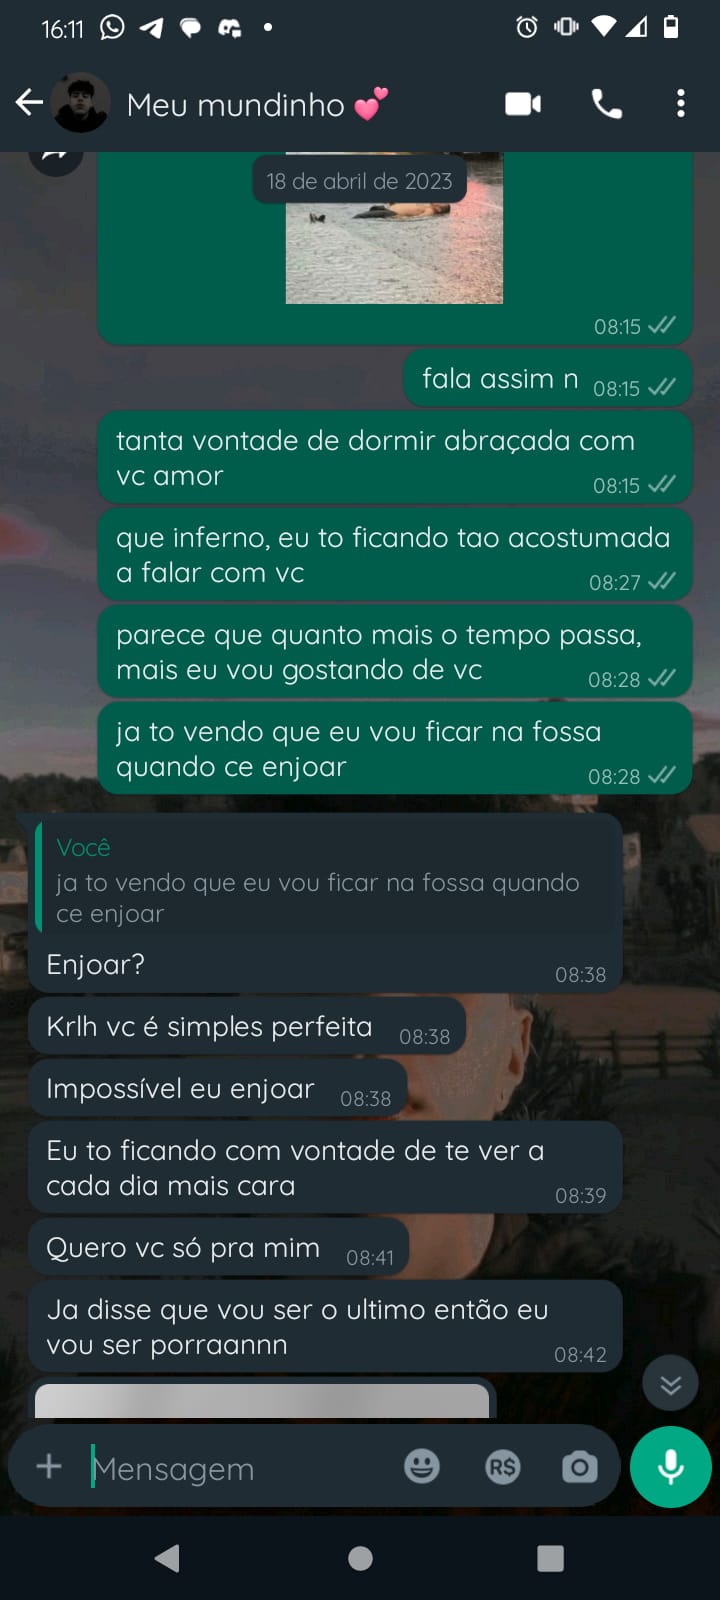 16:11
Meu mundinho 💕
18 de abril de 2023
08:15
fala assim n 08:15
tanta vontade de dormir abraçada com
vc amor
08:15
que inferno, eu to ficando tao acostumada
a falar com vc
08:27
parece que quanto mais o tempo passa,
mais eu vou gostando de vc
08:28
ja to vendo que eu vou ficar na fossa
quando ce enjoar
08:28
Você
ja to vendo que eu vou ficar na fossa quando
ce enjoar
Enjoar?
08:38
Krlh vc é simples perfeita 08:38
Impossível eu enjoar 08:38
Eu to ficando com vontade de te ver a
cada dia mais cara
08:39
Quero vc só pra mim 08:41
Ja disse que vou ser o ultimo então eu
vou ser porraannn
08:42
Mensagem
R$